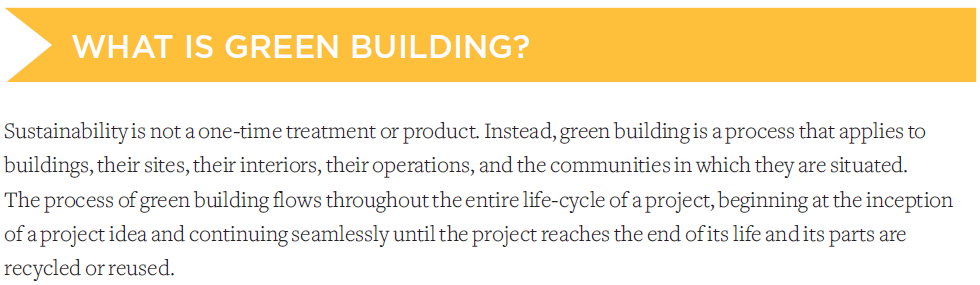 WHAT IS GREEN BUILDING?
Sustainability is not a one-time treatment or product. Instead, green building is a process that applies to
buildings, their sites, their interiors, their operations, and the communities in which they are situated.
The process of green building flows throughout the entire life-cycle of a project, beginning at the inception
of a project idea and continuing seamlessly until the project reaches the end of its life and its parts are
recycled or reused.